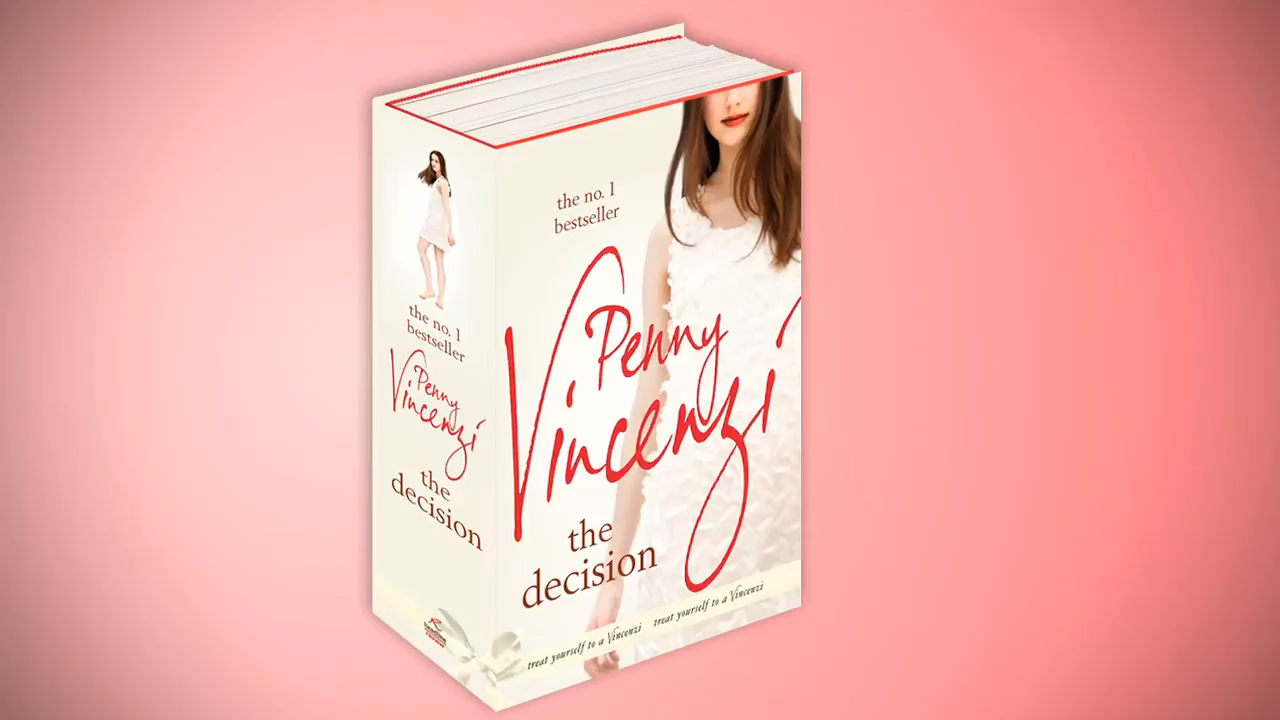 the no. 1
bestseller
Penny
Vincenzi
the
decision
the no. 1
bestseller
Penny
Vincenzi
the
decision
treat yourself to a Vincenzi treat yourself to a Vincenzi